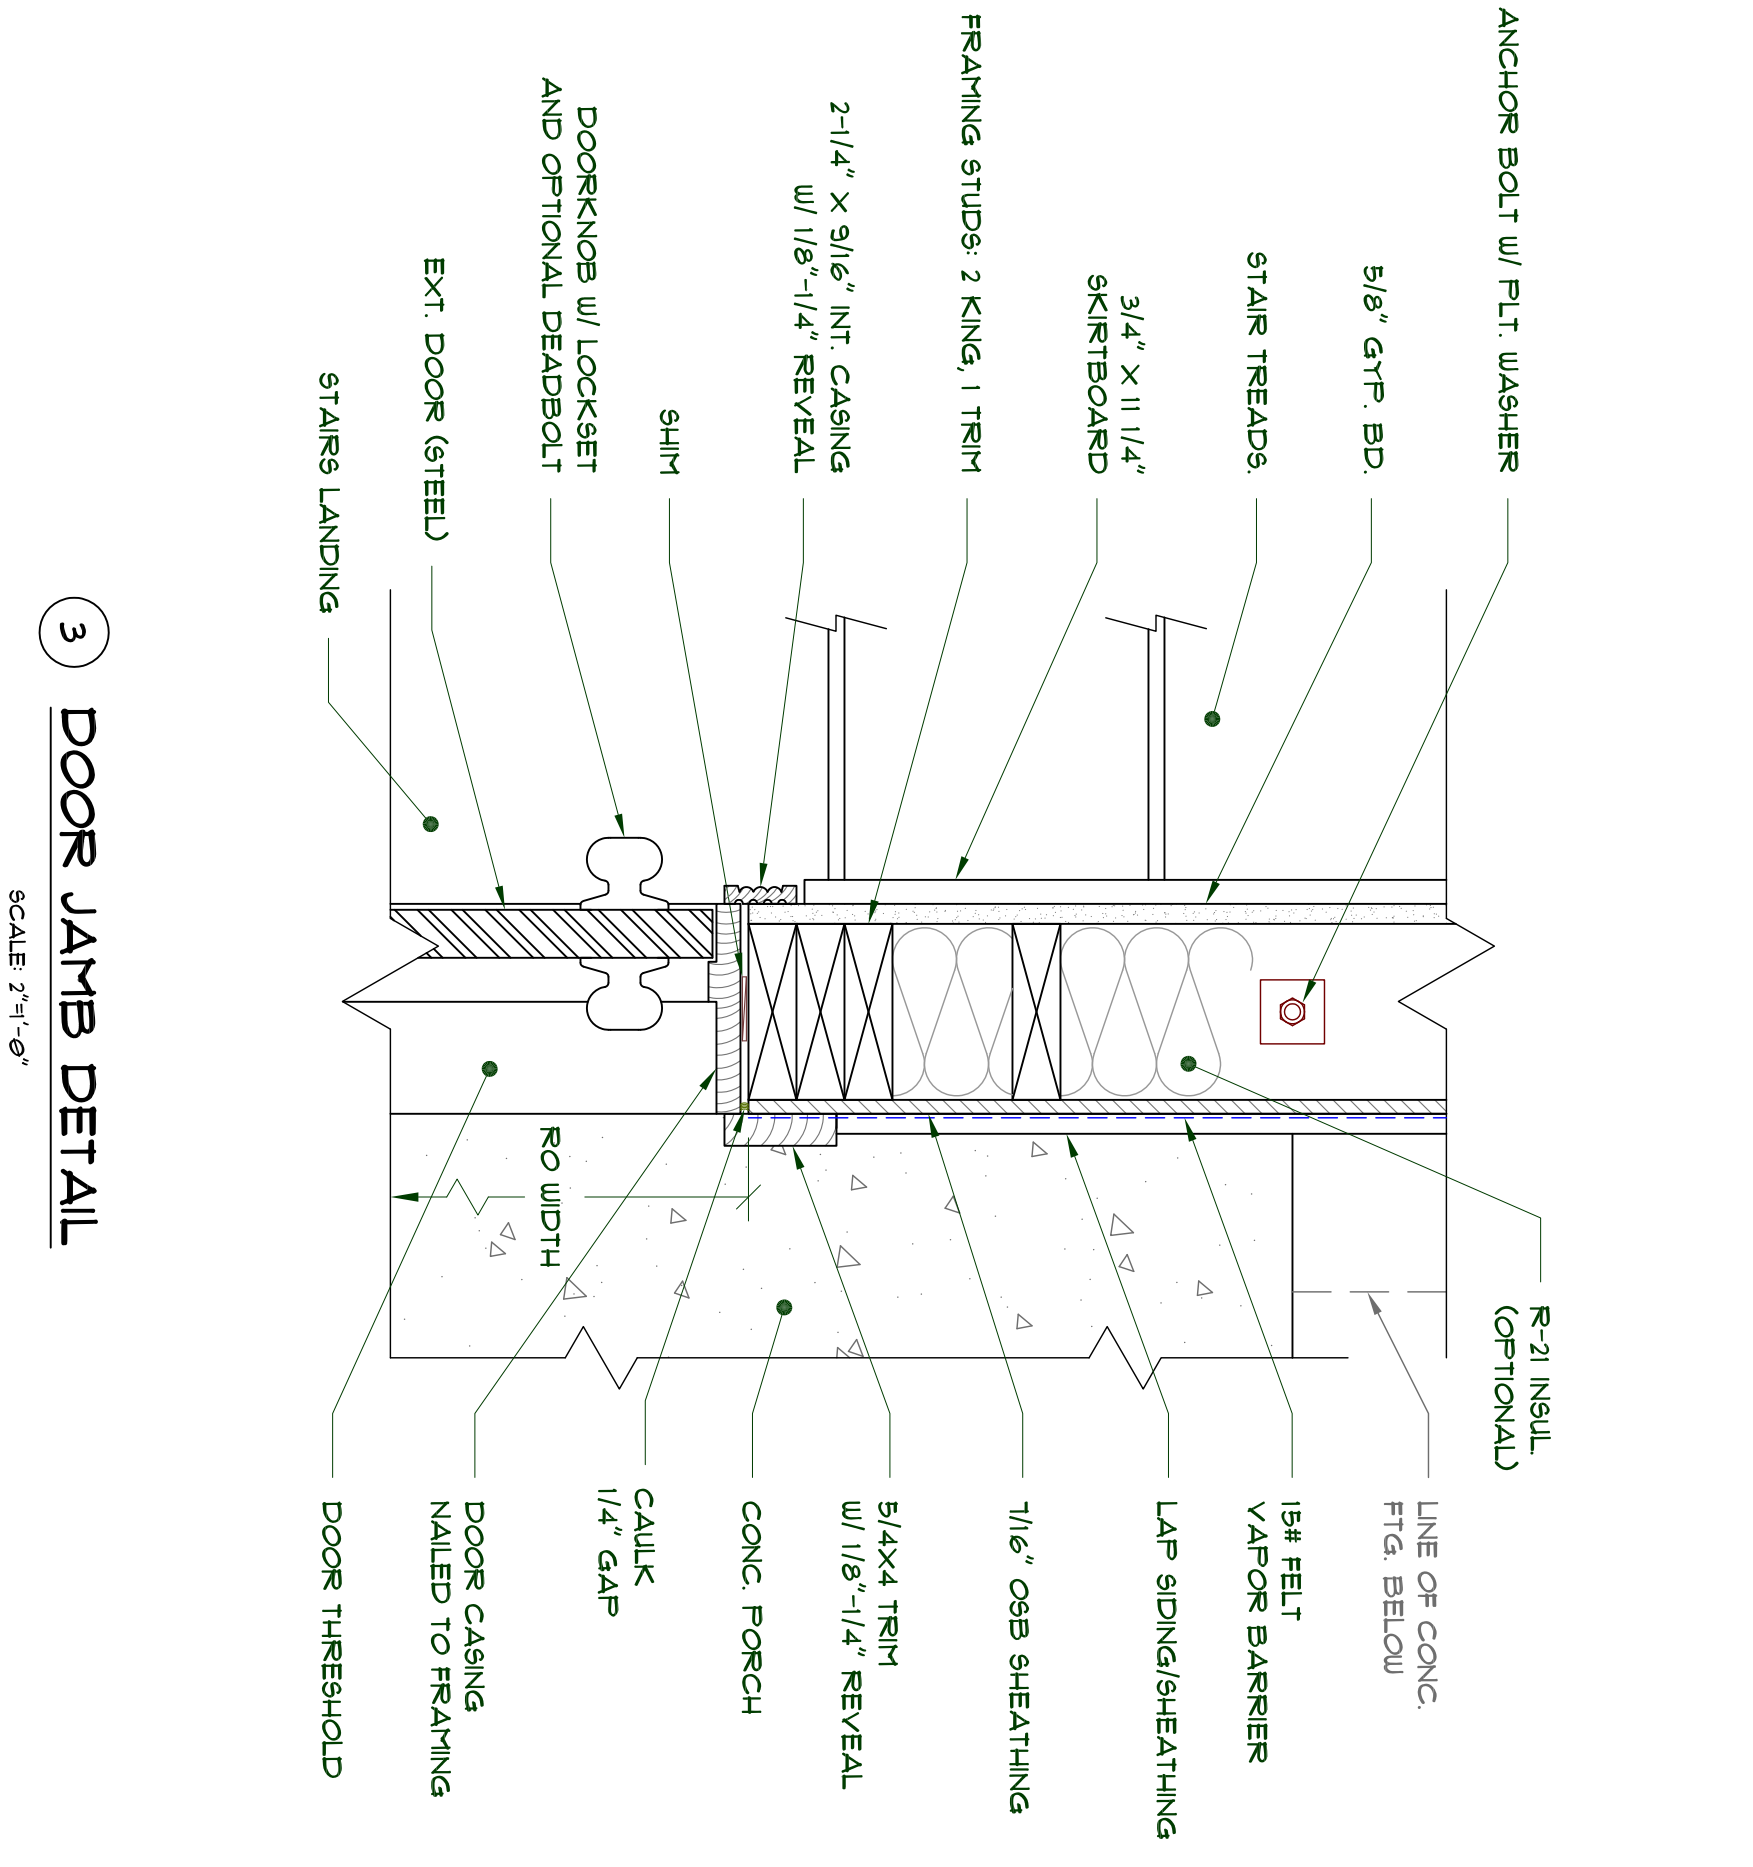 ANCHOR BOLT W/ PLT. WASHER
5/8" GYP. BD.
STAIR TREADS.
3/4" X 11 1/4"
SKIRTBOARD
FRAMING STUDS: 2 KING, 1 TRIM
2-1/4" X 9/16" INT. CASING
W/ 1/8"-1/4" REVEAL
SHIM
DOORKNOB W/ LOCKSET
AND OPTIONAL DEADBOLT
EXT. DOOR (STEEL)
STAIRS LANDING
RO WIDTH
R-21 INSUL.
(OPTIONAL)
LINE OF CONC.
FTG. BELOW
15# FELT
VAPOR BARRIER
LAP SIDING/SHEATHING
7/16" OSB SHEATHING
5/4X4 TRIM
W/ 1/8"-1/4" REVEAL
CONC. PORCH
CAULK
1/4" GAP
DOOR CASING
NAILED TO FRAMING
DOOR THRESHOLD
3 DOOR JAMB DETAIL
SCALE: 2"=1'-0"